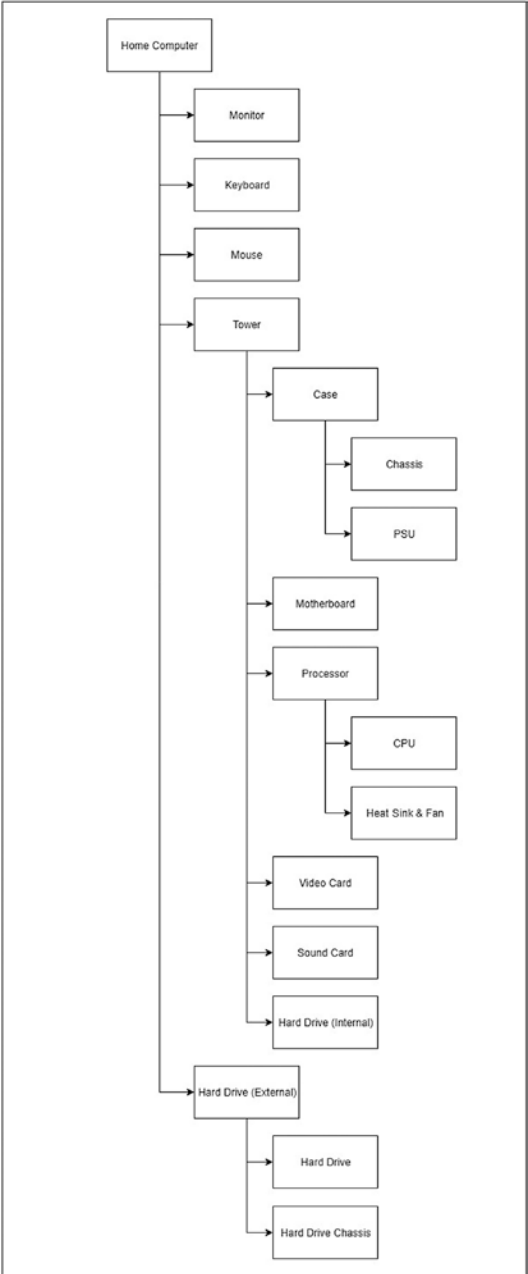 Home Computer
Monitor
Keyboard
Mouse
Tower
Case
Chassis
PSU
Motherboard
Processor
CPU
Heat Sink & Fan
Video Card
Sound Card
Hard Drive (Internal)
Hard Drive (External)
Hard Drive
Hard Drive Chassis